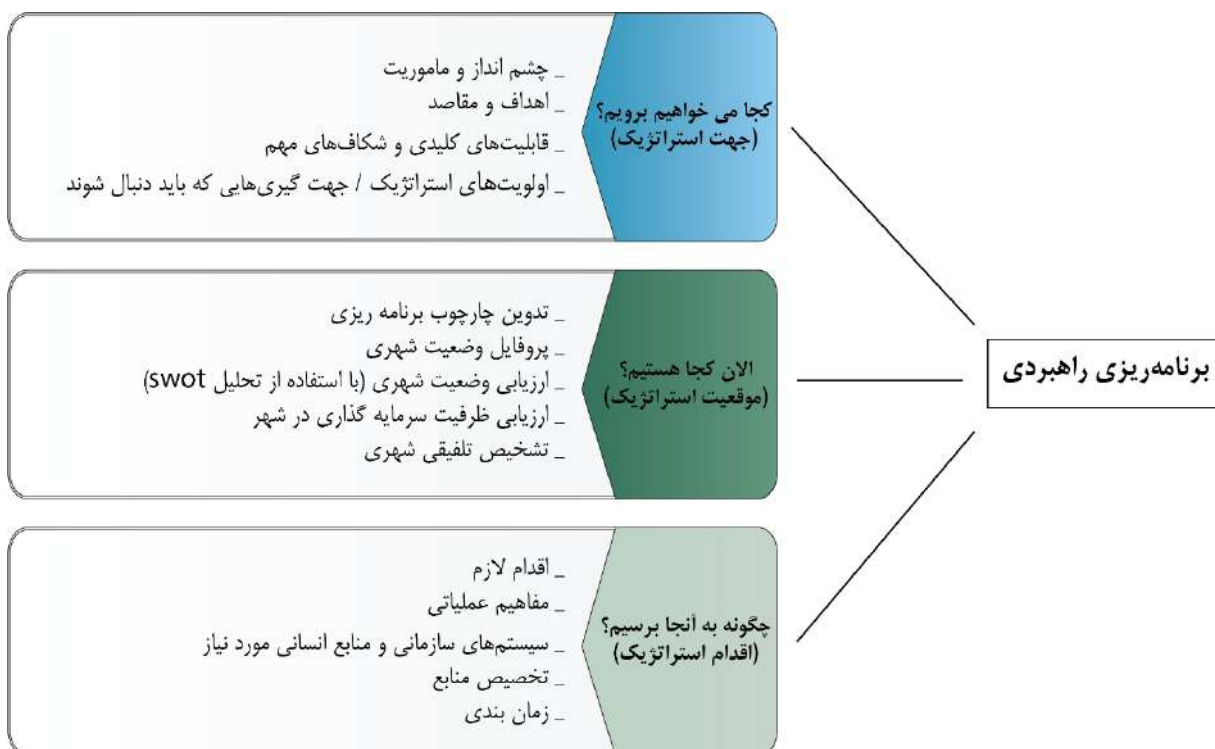 برنامه‌ریزی راهبردی
کجا می خواهیم برویم؟
(جهت استراتژیک)
_ چشم انداز و ماموریت
_ اهداف و مقاصد
_ قابلیت‌های کلیدی و شکاف‌های مهم
_ اولویت‌های استراتژیک / جهت گیری‌هایی که باید دنبال شوند
الان کجا هستیم؟
(موقعیت استراتژیک)
_ تدوین چارچوب برنامه ریزی
_ پروفایل وضعیت شهری
_ ارزیابی وضعیت شهری (با استفاده از تحلیل swot)
_ ارزیابی ظرفیت سرمایه گذاری در شهر
_ تشخیص تلفیقی شهری
چگونه به آنجا برسیم؟
(اقدام استراتژیک)
_ اقدام لازم
_ مفاهیم عملیاتی
_ سیستم‌های سازمانی و منابع انسانی مورد نیاز
_ تخصیص منابع
_ زمان بندی